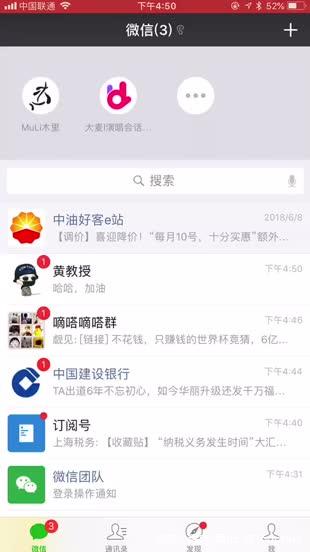 中国联通
下午4:50
52%
微信(3)
MuLi木里
大麦I演唱会话...
搜索
中油好客e站
2018/6/8
【调价】喜迎降价！“每月10号，十分实惠”额外...
1
黄教授
下午4:50
哈哈，加油
1
嘀嗒嘀嗒群
下午4:46
觑见: [链接] 不花钱，只赚钱的世界杯竞猜，6亿...
1
中国建设银行
下午4:44
TA出道6年不忘初心，如今华丽升级还发千万福...
订阅号
下午4:40
上海税务: 【收藏贴】 “纳税义务发生时间”大汇...
微信团队
下午4:31
登录操作通知
3
微信
通讯录
发现
我